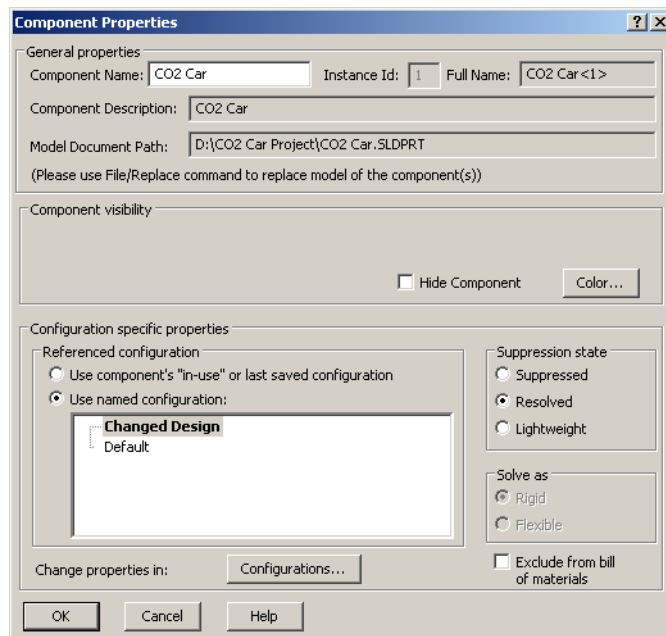 Component Properties
General properties
Component Name: CO2 Car Instance Id: 1 Full Name: CO2 Car<1>
Component Description: CO2 Car
Model Document Path: D:\CO2 Car Project\CO2 Car.SLDPRT
(Please use File/Replace command to replace model of the component(s))
Component visibility
Hide Component Color...
Configuration specific properties
Referenced configuration
Use component's "in-use" or last saved configuration
Use named configuration:
Changed Design
Default
Suppression state
Suppressed
Resolved
Lightweight
Solve as
Rigid
Flexible
Change properties in: Configurations...
Exclude from bill
of materials
OK Cancel Help